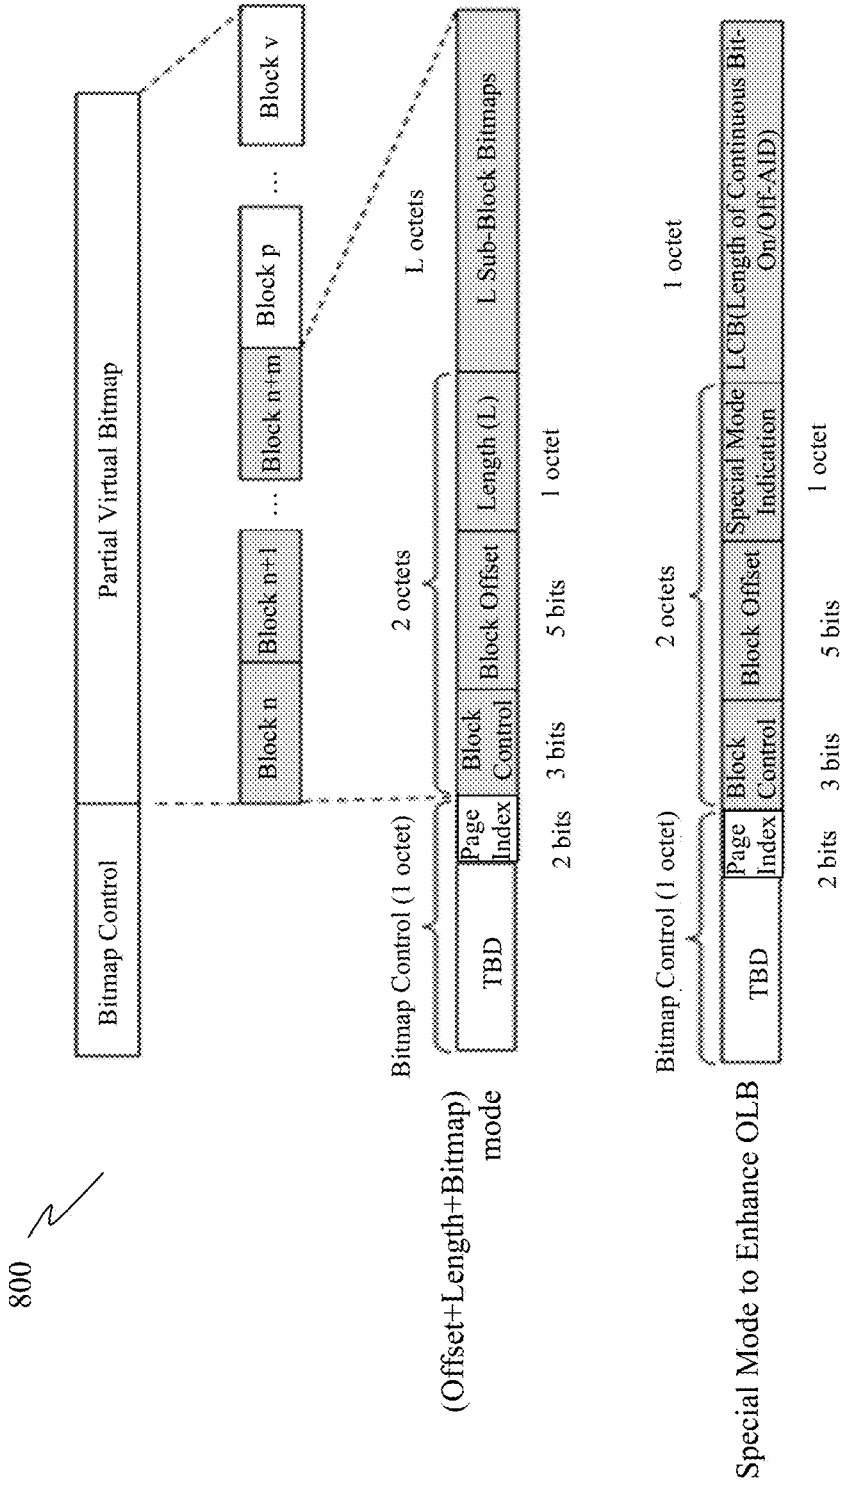 800
Bitmap Control
Partial Virtual Bitmap
Block n
Block n+1
...
Block n+m
Block p
...
Block v
(Offset+Length+Bitmap)
mode
Bitmap Control (1 octet)
2 octets
L octets
TBD
Page
Index
Block
Control
Block Offset
Length (L)
L Sub-Block Bitmaps
2 bits
3 bits
5 bits
1 octet
Special Mode to Enhance OLB
Bitmap Control (1 octet)
2 octets
1 octet
TBD
Page
Index
Block
Control
Block Offset
Special Mode
Indication
LCB(Length of Continuous Bit-
On/Off-AID)
2 bits
3 bits
5 bits
1 octet